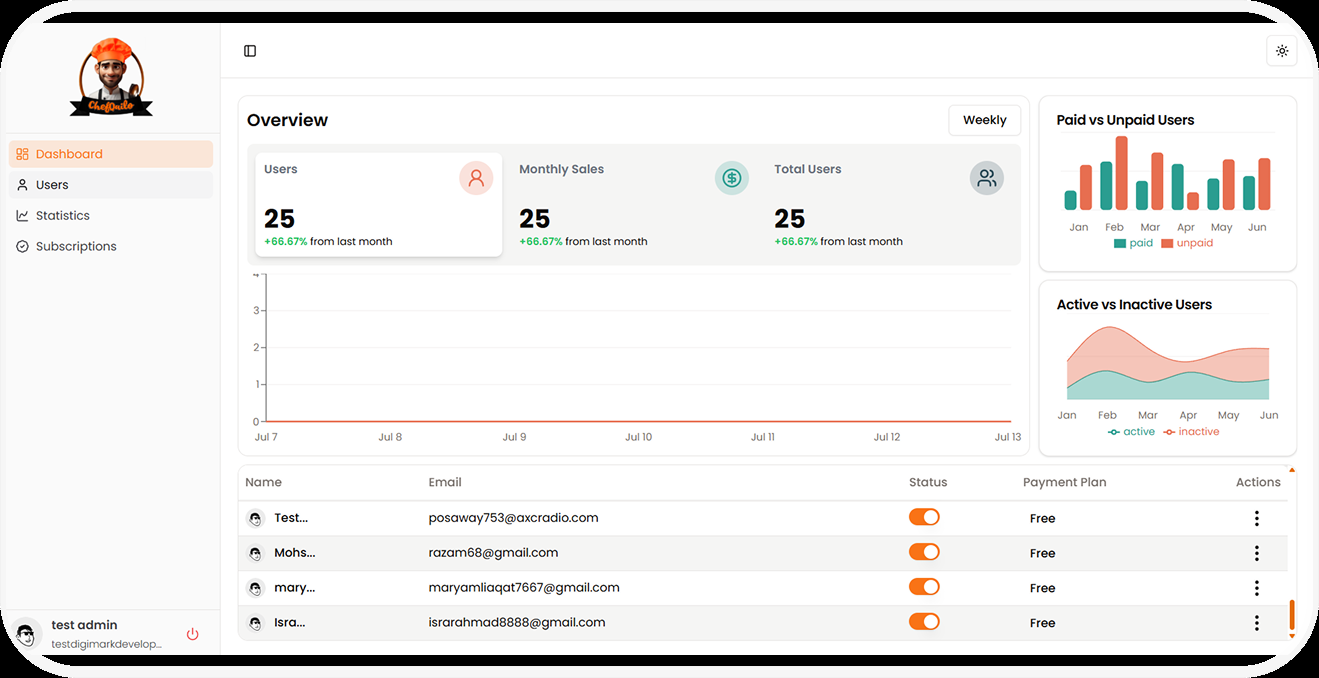 ChefQuilo
Dashboard
Users
Statistics
Subscriptions
test admin
testdigimarkdevelop...
Overview
Weekly
Users
25
+66.67% from last month
Monthly Sales
25
+66.67% from last month
Total Users
25
+66.67% from last month
4
3
2
1
0
Jul 7 Jul 8 Jul 9 Jul 10 Jul 11 Jul 12 Jul 13
Paid vs Unpaid Users
Jan Feb Mar Apr May Jun
paid unpaid
Active vs Inactive Users
Jan Feb Mar Apr May Jun
active inactive
Name Email Status Payment Plan Actions
Test... posaway753@axcradio.com Free
Mohs... razam68@gmail.com Free
mary... maryamliaqat7667@gmail.com Free
Isra... israrahmad8888@gmail.com Free